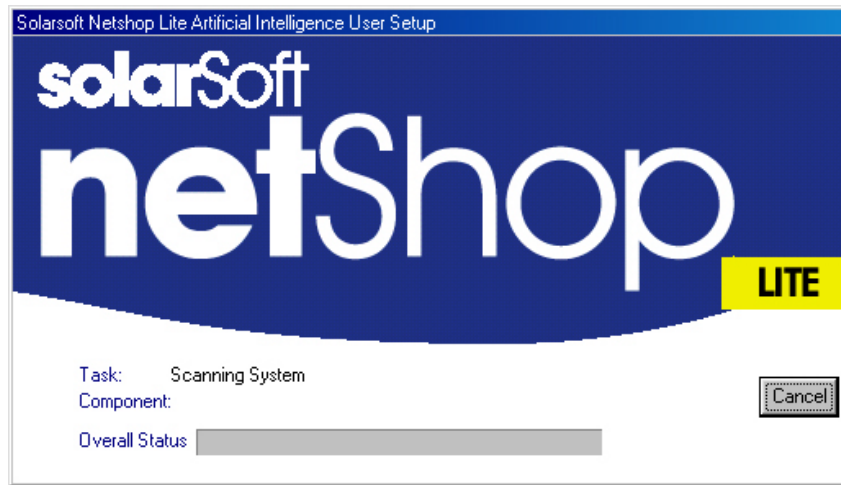 Solarsoft Netshop Lite Artificial Intelligence User Setup
solarSoft
netShop
LITE
Task: Scanning System
Component:
Cancel
Overall Status